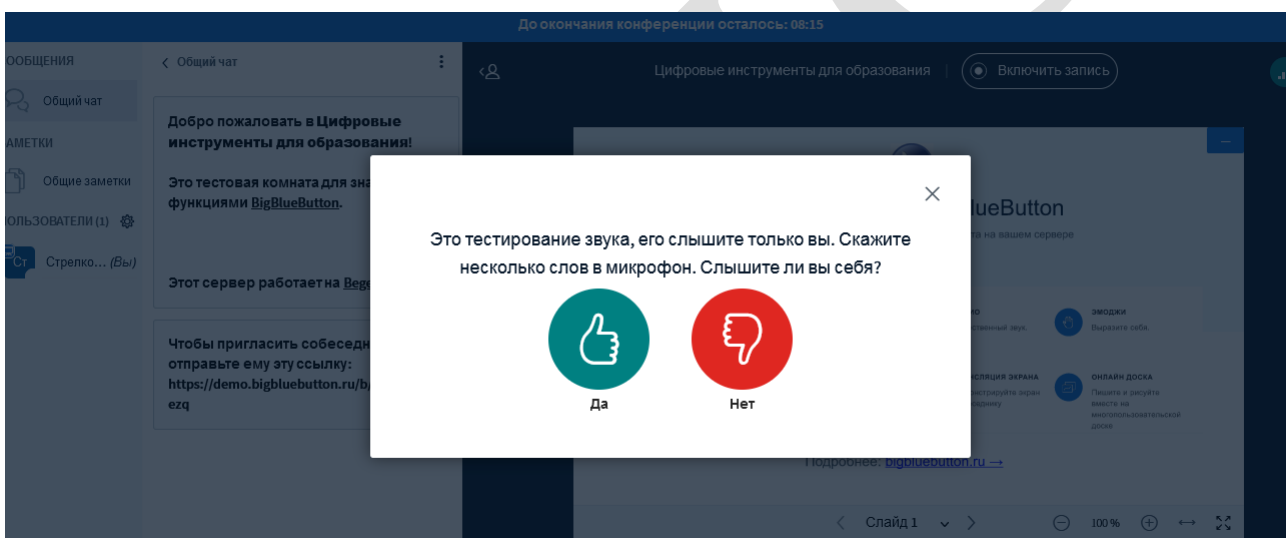 До окончания конференции осталось: 08:15
ООБЩЕНИЯ
Общий чат
АМЕТКИ
Общие заметки
ОЛЬЗОВАТЕЛИ (1)
Ст Стрелко... (Вы)
Общий чат
Добро пожаловать в Цифровые
инструменты для образования!
Это тестовая комната для зна
функциями BigBlueButton.
Этот сервер работает на Bege
Чтобы пригласить собеседн
отправьте ему эту ссылку:
https://demo.bigbluebutton.ru/b/
ezq
Цифровые инструменты для образования | Включить запись
lueButton
та на вашем сервере
Это тестирование звука, его слышите только вы. Скажите
несколько слов в микрофон. Слышите ли вы себя?
Да
Нет
ЭМОДЖИ
Выразите себя.
НСЛЯЦИЯ ЭКРАНА
ОНЛАЙН ДОСКА
Пишите и рисуйте
вместе на
многопользовательской
доске
Подробнее: bigbluebutton.ru →
Слайд 1
100 %